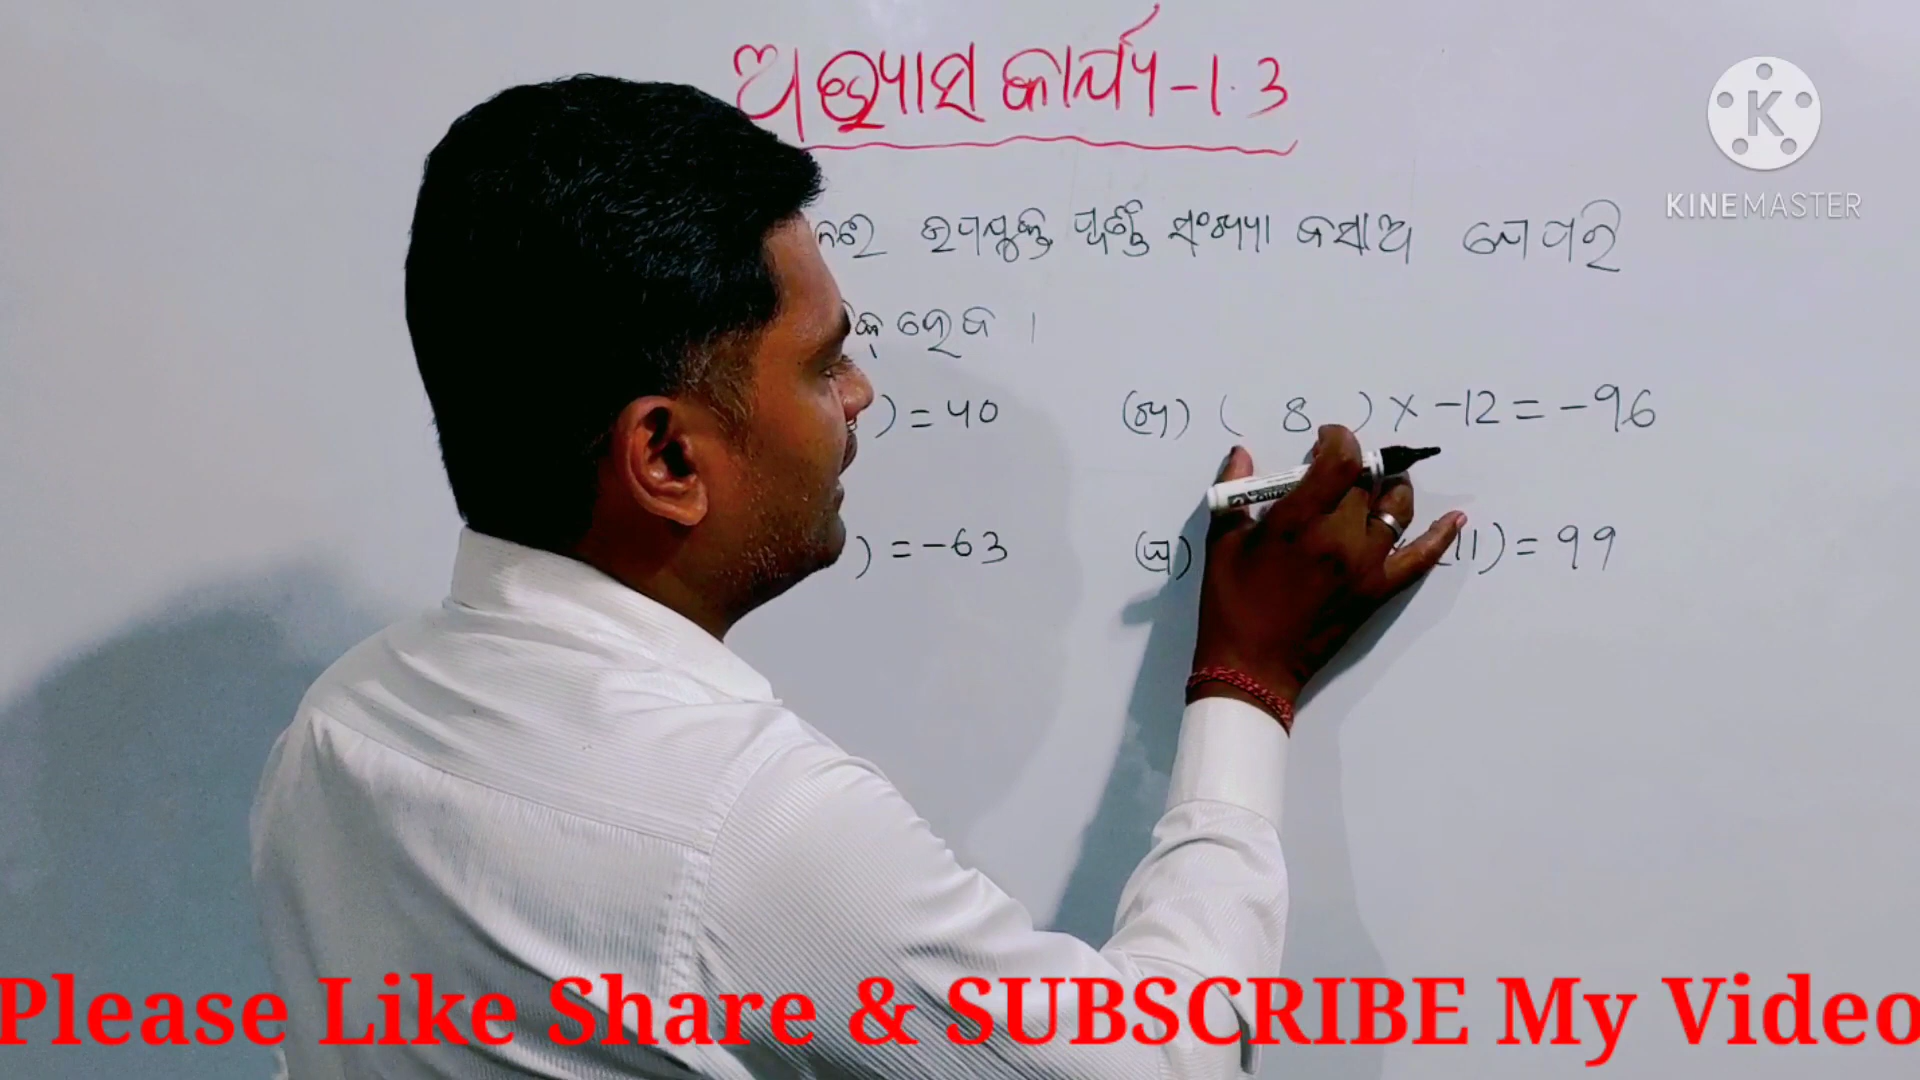 ଅଭ୍ୟାସ କାର୍ଯ୍ୟ-1.3
K
KINEMASTER
ଉପଯୁକ୍ତ ପୂର୍ଣ୍ଣ ସଂଖ୍ୟା ବସାଅ ଯେପରି
ହେବ ।
) = 40 (ଖ) ( 8 ) × -12 = -96
) = -63 (ଘ) 11) = 99
Please Like Share & SUBSCRIBE My Video